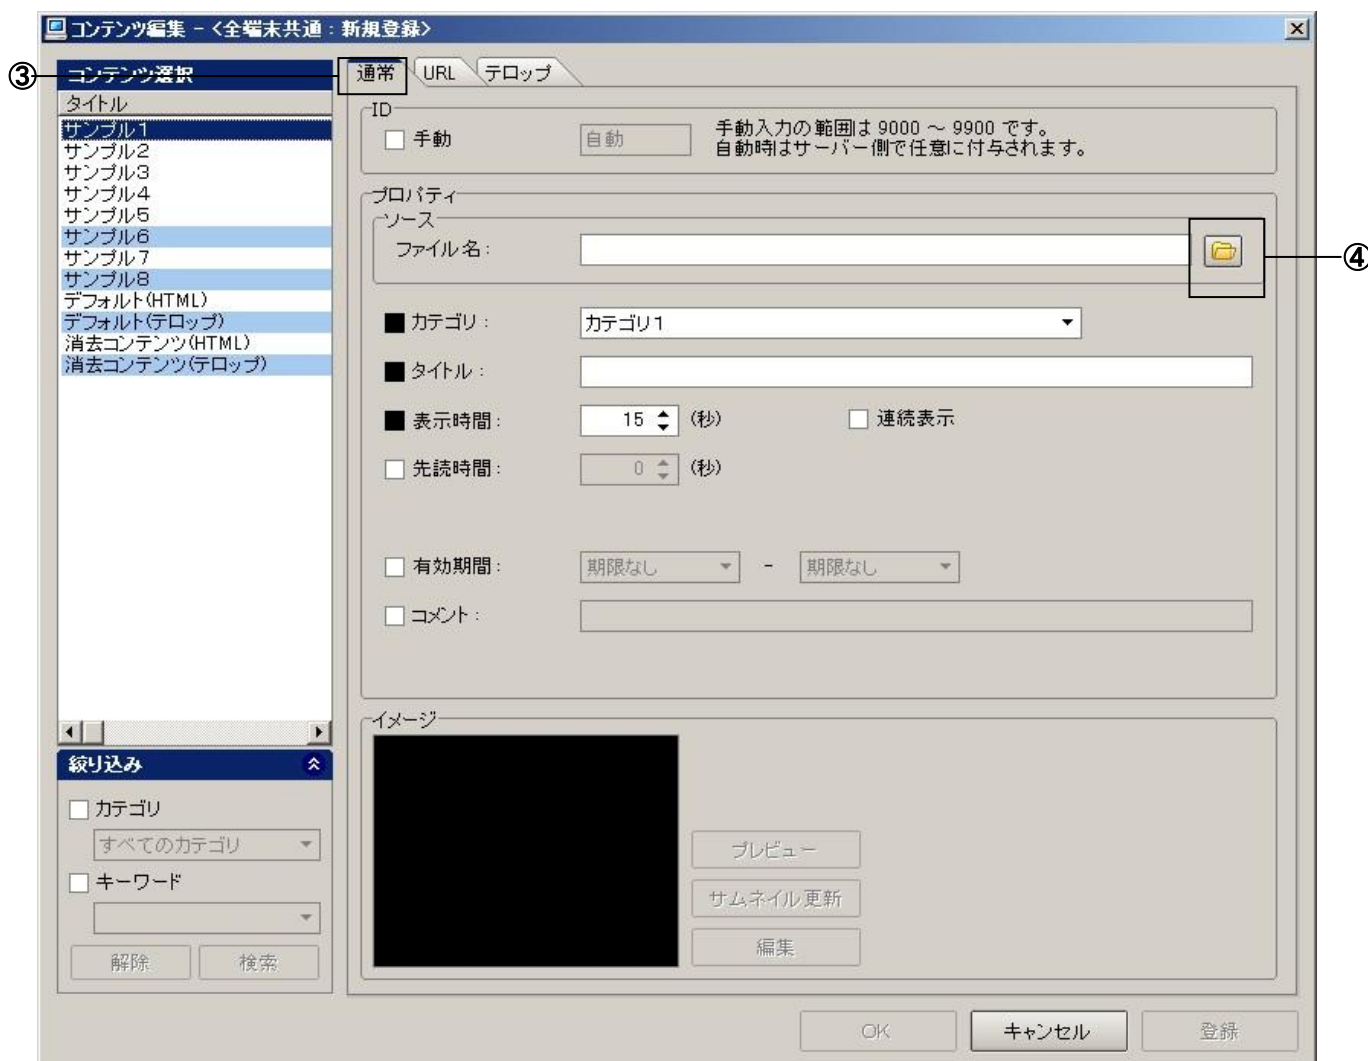 コンテンツ編集 - <全端末共通：新規登録>
③
コンテンツ選択
タイトル
サンプル1
サンプル2
サンプル3
サンプル4
サンプル5
サンプル6
サンプル7
サンプル8
デフォルト(HTML)
デフォルト(テロップ)
消去コンテンツ(HTML)
消去コンテンツ(テロップ)
絞り込み
カテゴリ
すべてのカテゴリ
キーワード
解除 検索
通常 URL テロップ
ID
手動 自動
手動入力の範囲は 9000 ～ 9900 です。
自動時はサーバー側で任意に付与されます。
プロパティ
ソース
ファイル名：
④
カテゴリ： カテゴリ1
タイトル：
表示時間： 15 (秒) 連続表示
先読時間： 0 (秒)
有効期間： 期限なし - 期限なし
コメント：
イメージ
プレビュー
サムネイル更新
編集
OK キャンセル 登録